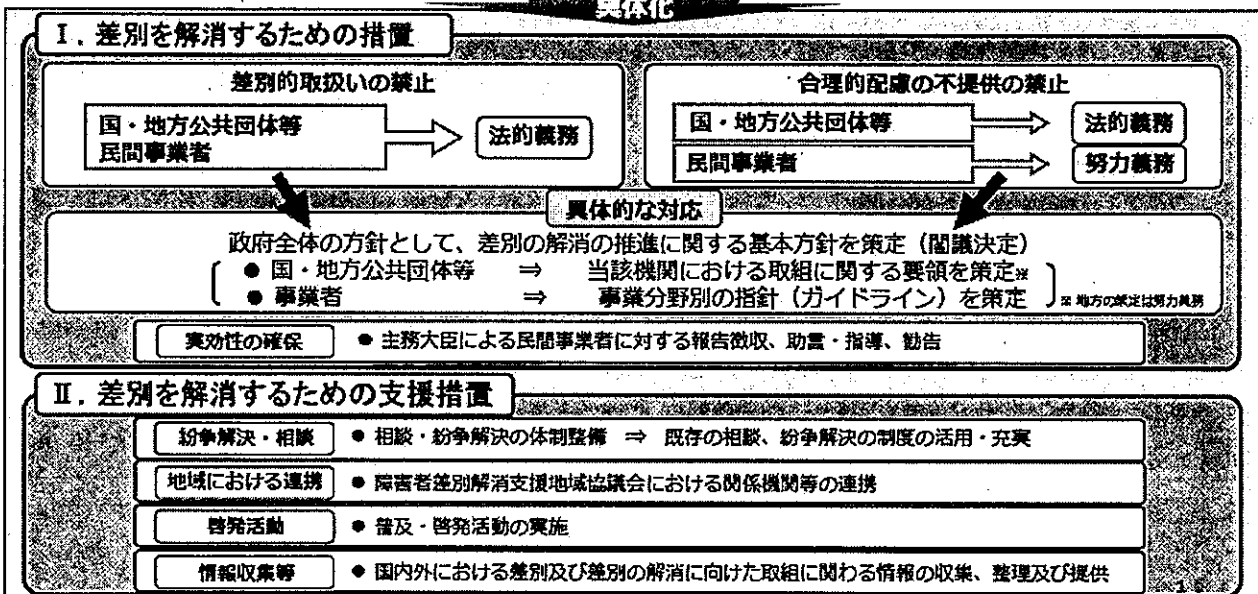 具体化
Ⅰ．差別を解消するための措置
差別的取扱いの禁止
国・地方公共団体等
民間事業者
法的義務
合理的配慮の不提供の禁止
国・地方公共団体等
法的義務
民間事業者
努力義務
具体的な対応
政府全体の方針として、差別の解消の推進に関する基本方針を策定（閣議決定）
● 国・地方公共団体等 ⇒ 当該機関における取組に関する要領を策定※
● 事業者 ⇒ 事業分野別の指針（ガイドライン）を策定
※ 地方の策定は努力義務
実効性の確保
● 主務大臣による民間事業者に対する報告徴収、助言・指導、勧告
Ⅱ．差別を解消するための支援措置
紛争解決・相談
● 相談・紛争解決の体制整備 ⇒ 既存の相談、紛争解決の制度の活用・充実
地域における連携
● 障害者差別解消支援地域協議会における関係機関等の連携
啓発活動
● 普及・啓発活動の実施
情報収集等
● 国内外における差別及び差別の解消に向けた取組に関わる情報の収集、整理及び提供